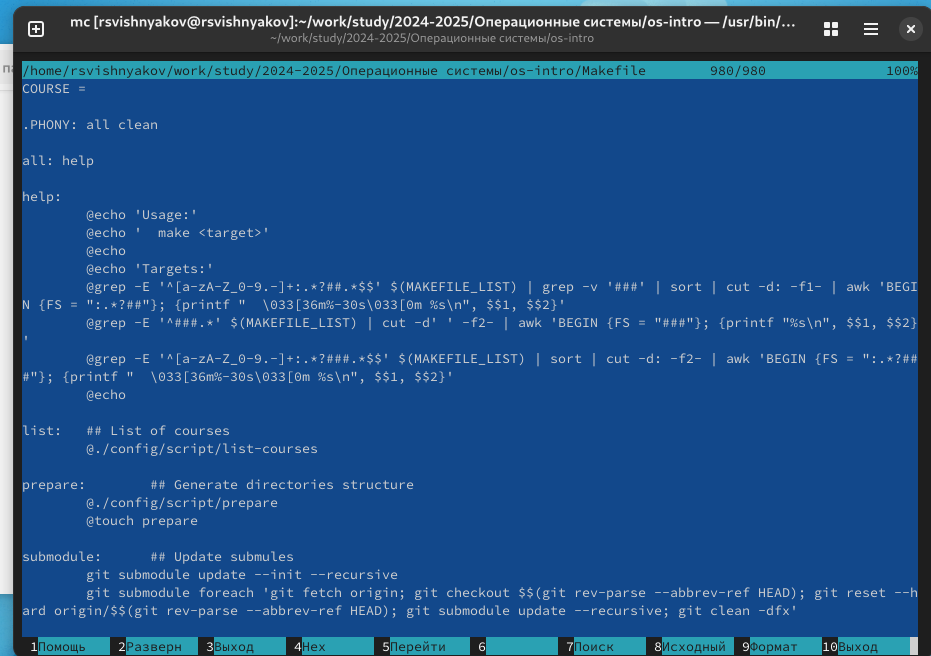 mc [rsvishnyakov@rsvishnyakov]:~/work/study/2024-2025/Операционные системы/os-intro — /usr/bin/...
~/work/study/2024-2025/Операционные системы/os-intro
/home/rsvishnyakov/work/study/2024-2025/Операционные системы/os-intro/Makefile        980/980               100%
COURSE =
.PHONY: all clean
all: help
help:
        @echo 'Usage:'
        @echo '  make <target>'
        @echo
        @echo 'Targets:'
        @grep -E '^[a-zA-Z_0-9.-]+:.*?##.*$$' $(MAKEFILE_LIST) | grep -v '###' | sort | cut -d: -f1- | awk 'BEGI
N {FS = ":.*?##"}; {printf "  \033[36m%-30s\033[0m %s\n", $$1, $$2}'
        @grep -E '^###.*' $(MAKEFILE_LIST) | cut -d' ' -f2- | awk 'BEGIN {FS = "###"}; {printf "%s\n", $$1, $$2}
'
        @grep -E '^[a-zA-Z_0-9.-]+:.*?###.*$$' $(MAKEFILE_LIST) | sort | cut -d: -f2- | awk 'BEGIN {FS = ":.*?##
#"}; {printf "  \033[36m%-30s\033[0m %s\n", $$1, $$2}'
        @echo
list:   ## List of courses
        @./config/script/list-courses
prepare:        ## Generate directories structure
        @./config/script/prepare
        @touch prepare
submodule:      ## Update submules
        git submodule update --init --recursive
        git submodule foreach 'git fetch origin; git checkout $$(git rev-parse --abbrev-ref HEAD); git reset --h
ard origin/$$(git rev-parse --abbrev-ref HEAD); git submodule update --recursive; git clean -dfx'
1Помощь 2Разверн 3Выход 4Hex 5Перейти 6 7Поиск 8Исходный 9Формат 10Выход